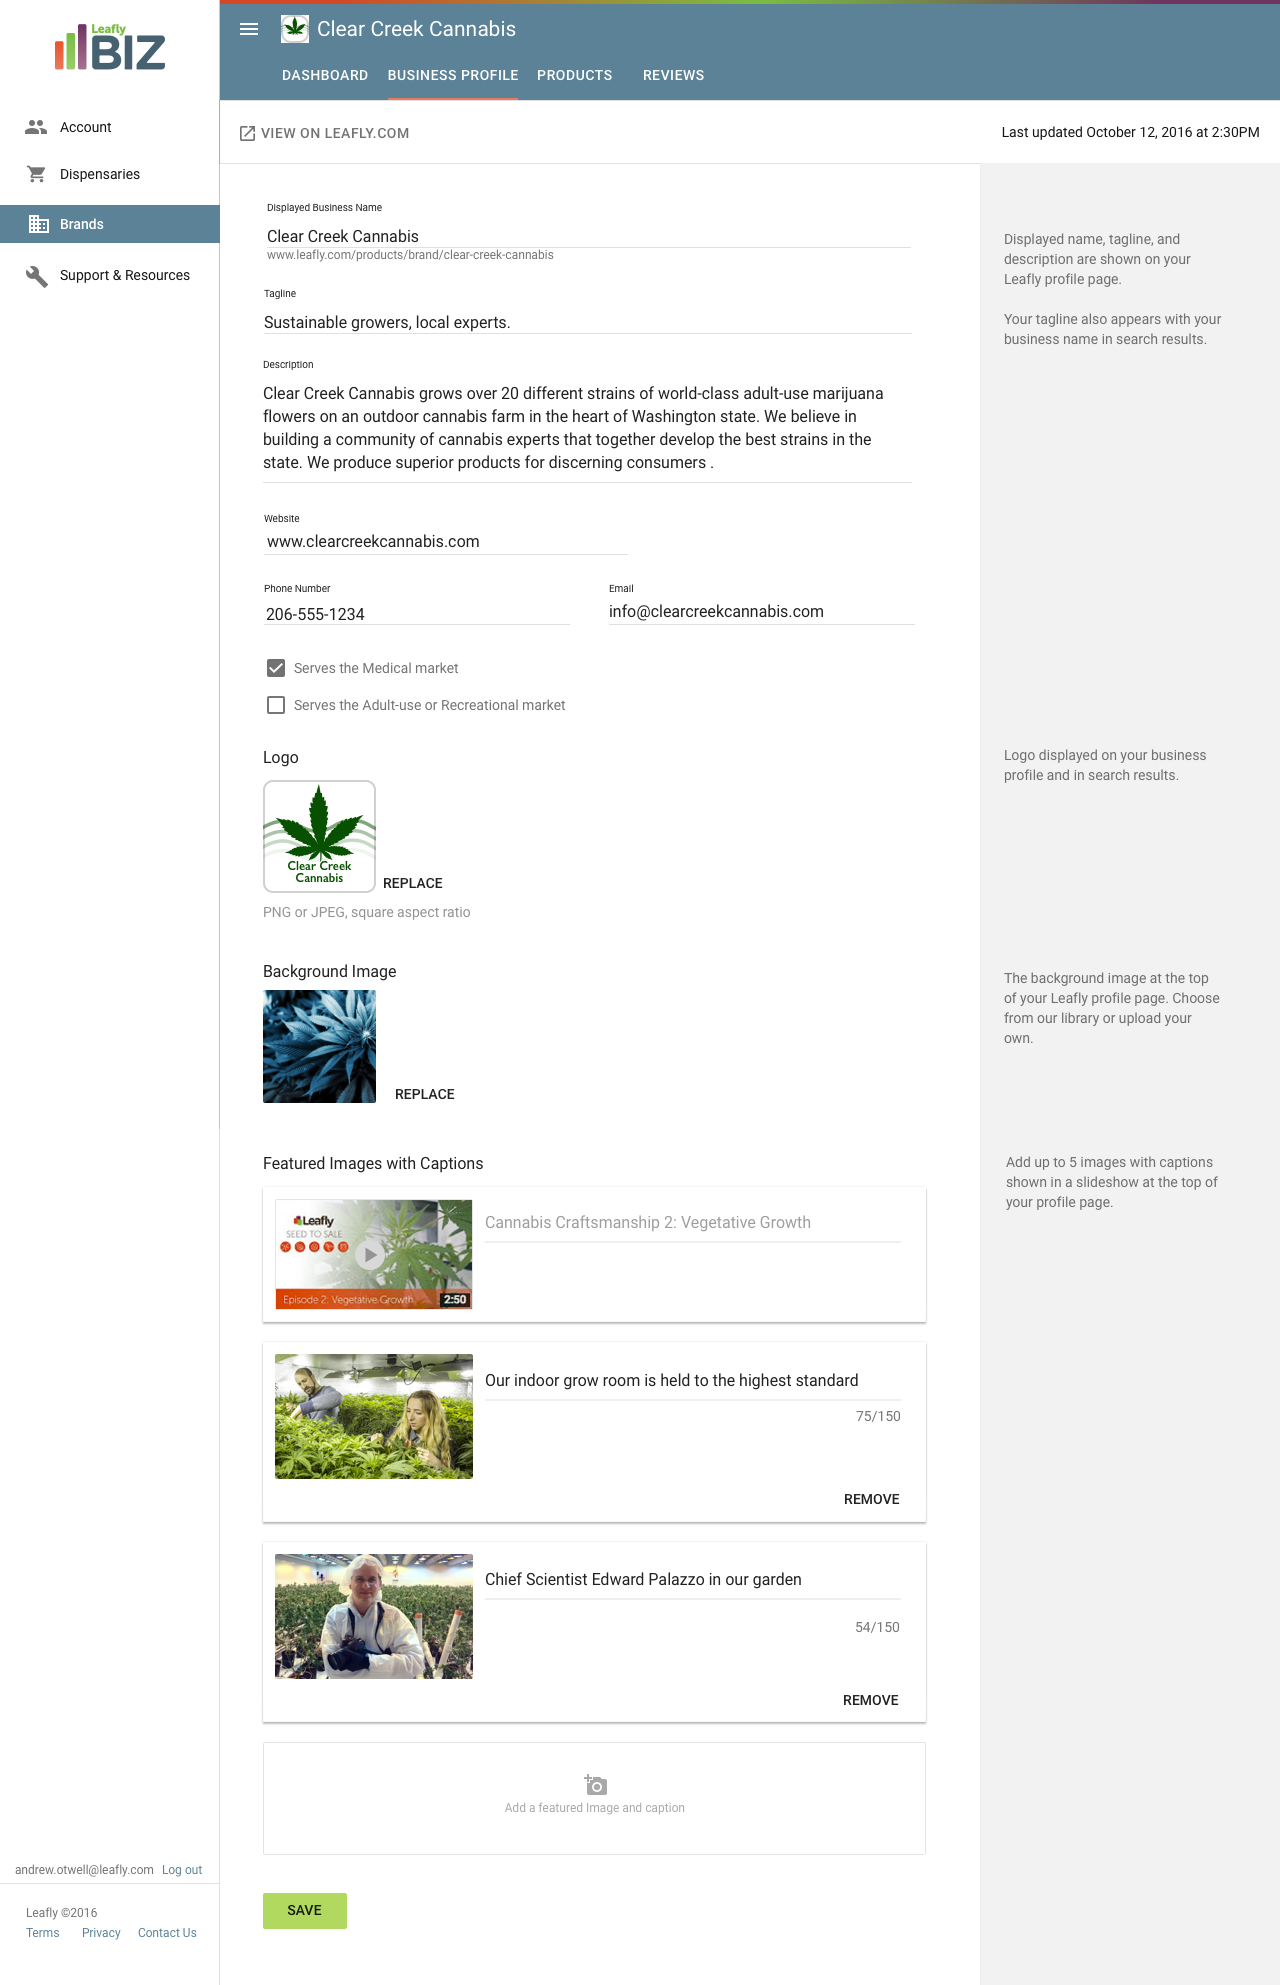 Leafly
BIZ
Account
Dispensaries
Brands
Support & Resources
Clear Creek Cannabis
DASHBOARD
BUSINESS PROFILE
PRODUCTS
REVIEWS
VIEW ON LEAFLY.COM
Last updated October 12, 2016 at 2:30PM
Displayed Business Name
Clear Creek Cannabis
www.leafly.com/products/brand/clear-creek-cannabis
Displayed name, tagline, and
description are shown on your
Leafly profile page.
Your tagline also appears with your
business name in search results.
Tagline
Sustainable growers, local experts.
Description
Clear Creek Cannabis grows over 20 different strains of world-class adult-use marijuana
flowers on an outdoor cannabis farm in the heart of Washington state. We believe in
building a community of cannabis experts that together develop the best strains in the
state. We produce superior products for discerning consumers .
Website
www.clearcreekcannabis.com
Phone Number
206-555-1234
Email
info@clearcreekcannabis.com
Serves the Medical market
Serves the Adult-use or Recreational market
Logo
Clear Creek
Cannabis
REPLACE
PNG or JPEG, square aspect ratio
Logo displayed on your business
profile and in search results.
Background Image
REPLACE
The background image at the top
of your Leafly profile page. Choose
from our library or upload your
own.
Featured Images with Captions
Add up to 5 images with captions
shown in a slideshow at the top of
your profile page.
Leafly
SEED TO SALE
Episode 2: Vegetative Growth
2:50
Cannabis Craftsmanship 2: Vegetative Growth
Our indoor grow room is held to the highest standard
75/150
REMOVE
Chief Scientist Edward Palazzo in our garden
54/150
REMOVE
Add a featured Image and caption
SAVE
andrew.otwell@leafly.com
Log out
Leafly ©2016
Terms
Privacy
Contact Us